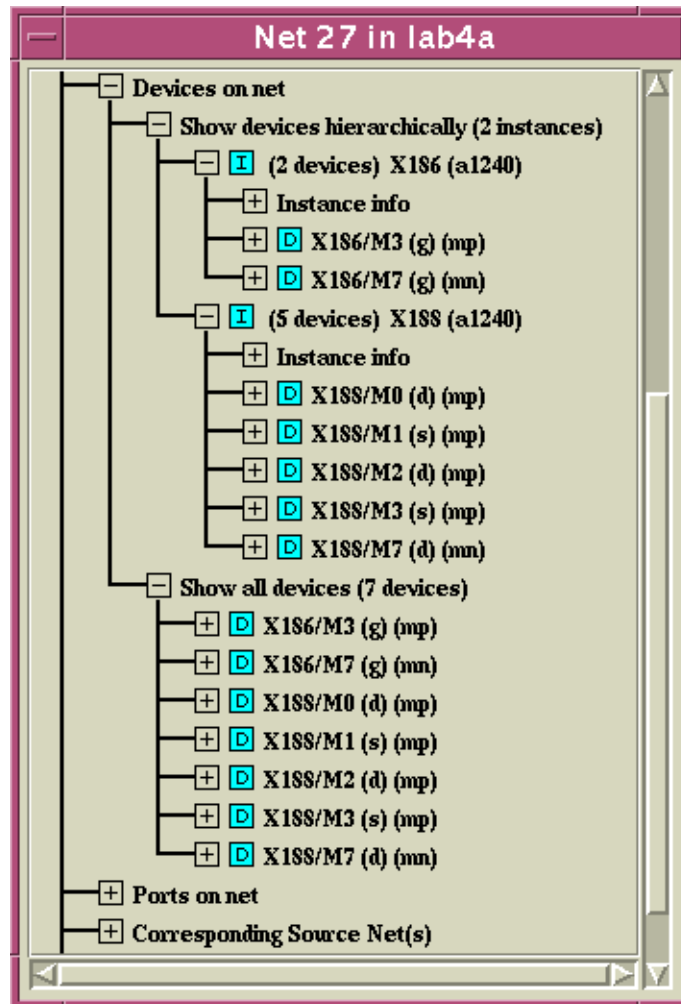 Net 27 in lab4a
Devices on net
Show devices hierarchically (2 instances)
I (2 devices) X186 (a1240)
Instance info
D X186/M3 (g) (mp)
D X186/M7 (g) (mn)
I (5 devices) X188 (a1240)
Instance info
D X188/M0 (d) (mp)
D X188/M1 (s) (mp)
D X188/M2 (d) (mp)
D X188/M3 (s) (mp)
D X188/M7 (d) (mn)
Show all devices (7 devices)
D X186/M3 (g) (mp)
D X186/M7 (g) (mn)
D X188/M0 (d) (mp)
D X188/M1 (s) (mp)
D X188/M2 (d) (mp)
D X188/M3 (s) (mp)
D X188/M7 (d) (mn)
Ports on net
Corresponding Source Net(s)